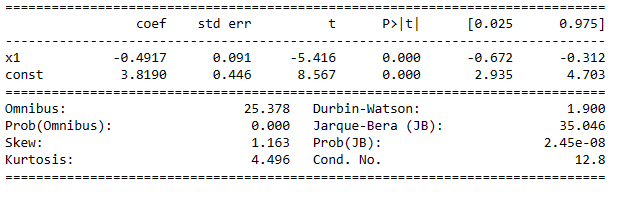 ==============================================================================
                 coef    std err          t      P>|t|      [0.025      0.975]
------------------------------------------------------------------------------
x1            -0.4917      0.091     -5.416      0.000      -0.672      -0.312
const          3.8190      0.446      8.567      0.000       2.935       4.703
==============================================================================
Omnibus:                       25.378   Durbin-Watson:                   1.900
Prob(Omnibus):                  0.000   Jarque-Bera (JB):               35.046
Skew:                           1.163   Prob(JB):                     2.45e-08
Kurtosis:                       4.496   Cond. No.                         12.8
==============================================================================